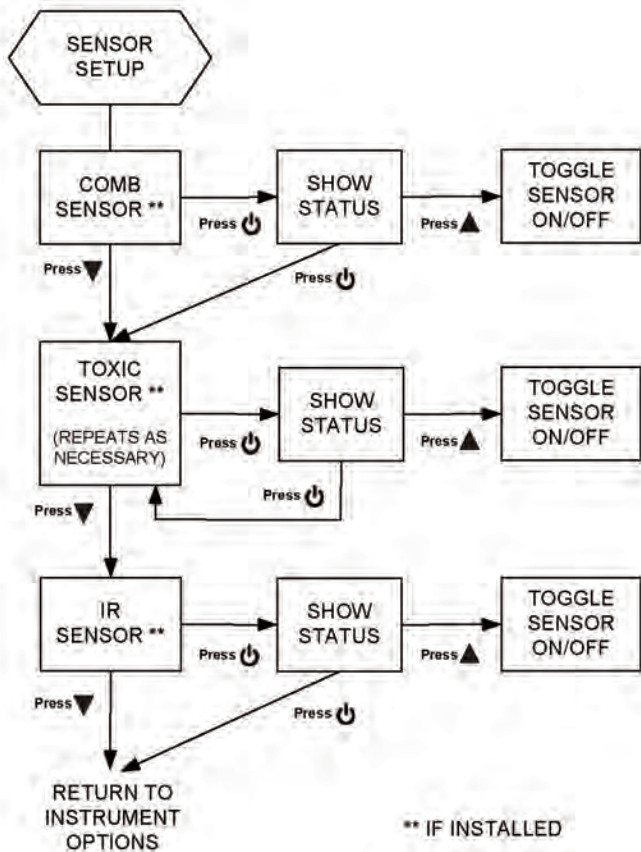 SENSOR
SETUP
COMB
SENSOR **
Press
SHOW
STATUS
Press
TOGGLE
SENSOR
ON/OFF
Press
Press
TOXIC
SENSOR **
(REPEATS AS
NECESSARY)
Press
SHOW
STATUS
Press
TOGGLE
SENSOR
ON/OFF
Press
Press
IR
SENSOR **
Press
SHOW
STATUS
Press
TOGGLE
SENSOR
ON/OFF
Press
Press
RETURN TO
INSTRUMENT
OPTIONS
** IF INSTALLED